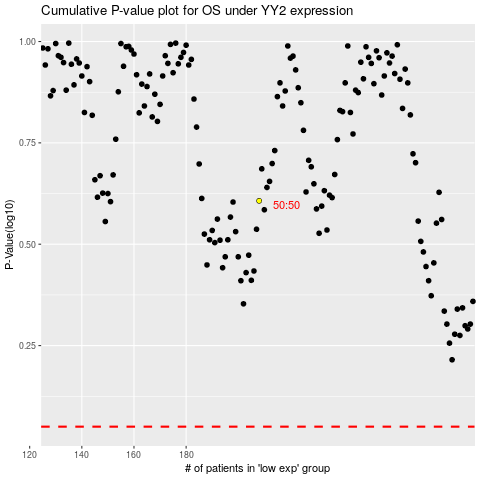 Cumulative P-value plot for OS under YY2 expression
P-Value(log10)
1.00
0.75
0.50
0.25
50:50
120 140 160 180
# of patients in 'low exp' group